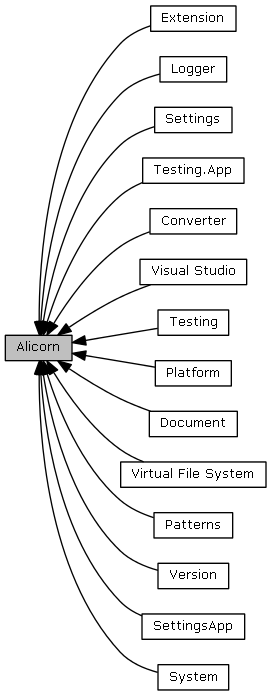 Extension
Logger
Settings
Testing.App
Converter
Visual Studio
Testing
Alicorn
Platform
Document
Virtual File System
Patterns
Version
SettingsApp
System